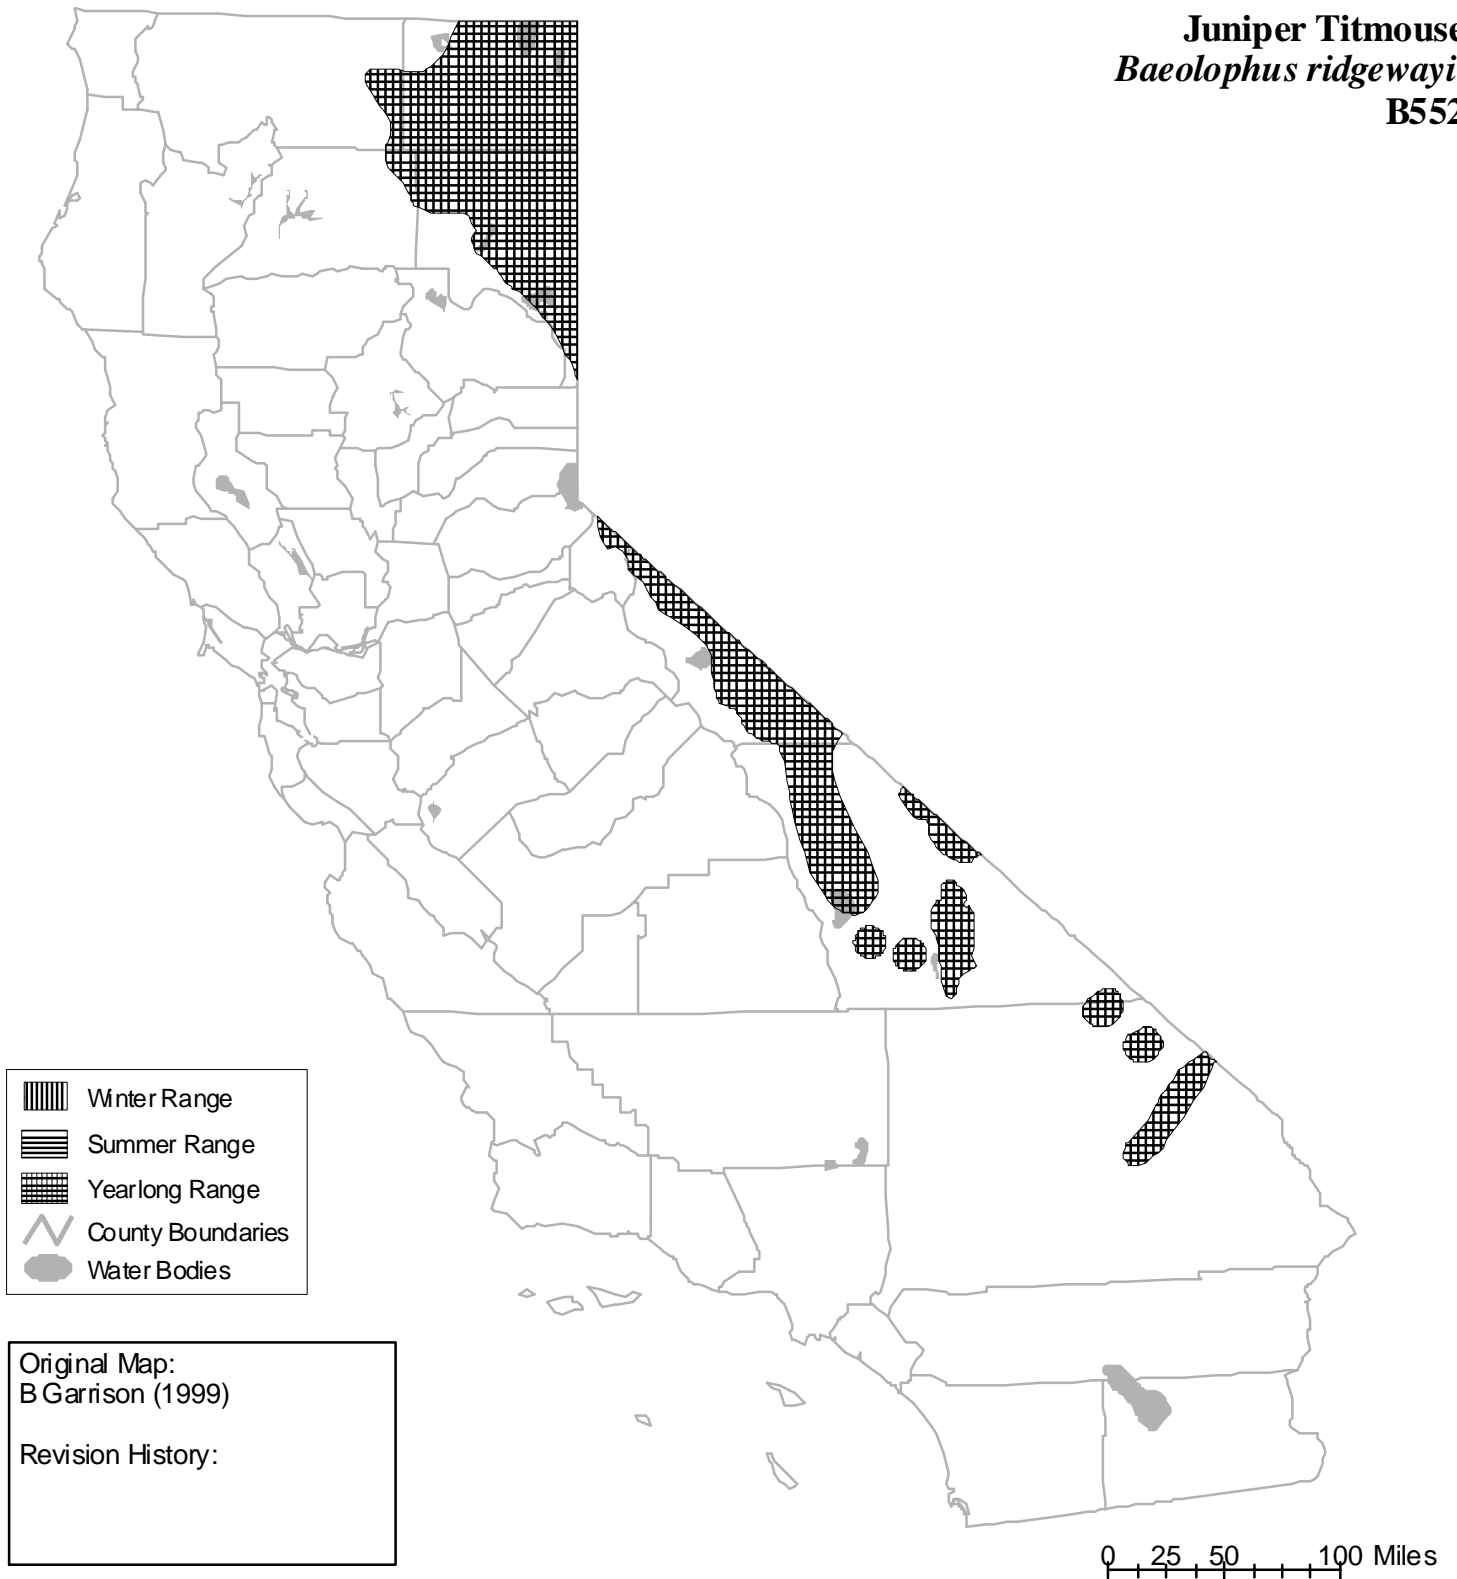 Juniper Titmouse
Baeolophus ridgewayi
B552
Winter Range
Summer Range
Yearlong Range
County Boundaries
Water Bodies
Original Map:
B Garrison (1999)
Revision History:
0 25 50 100 Miles